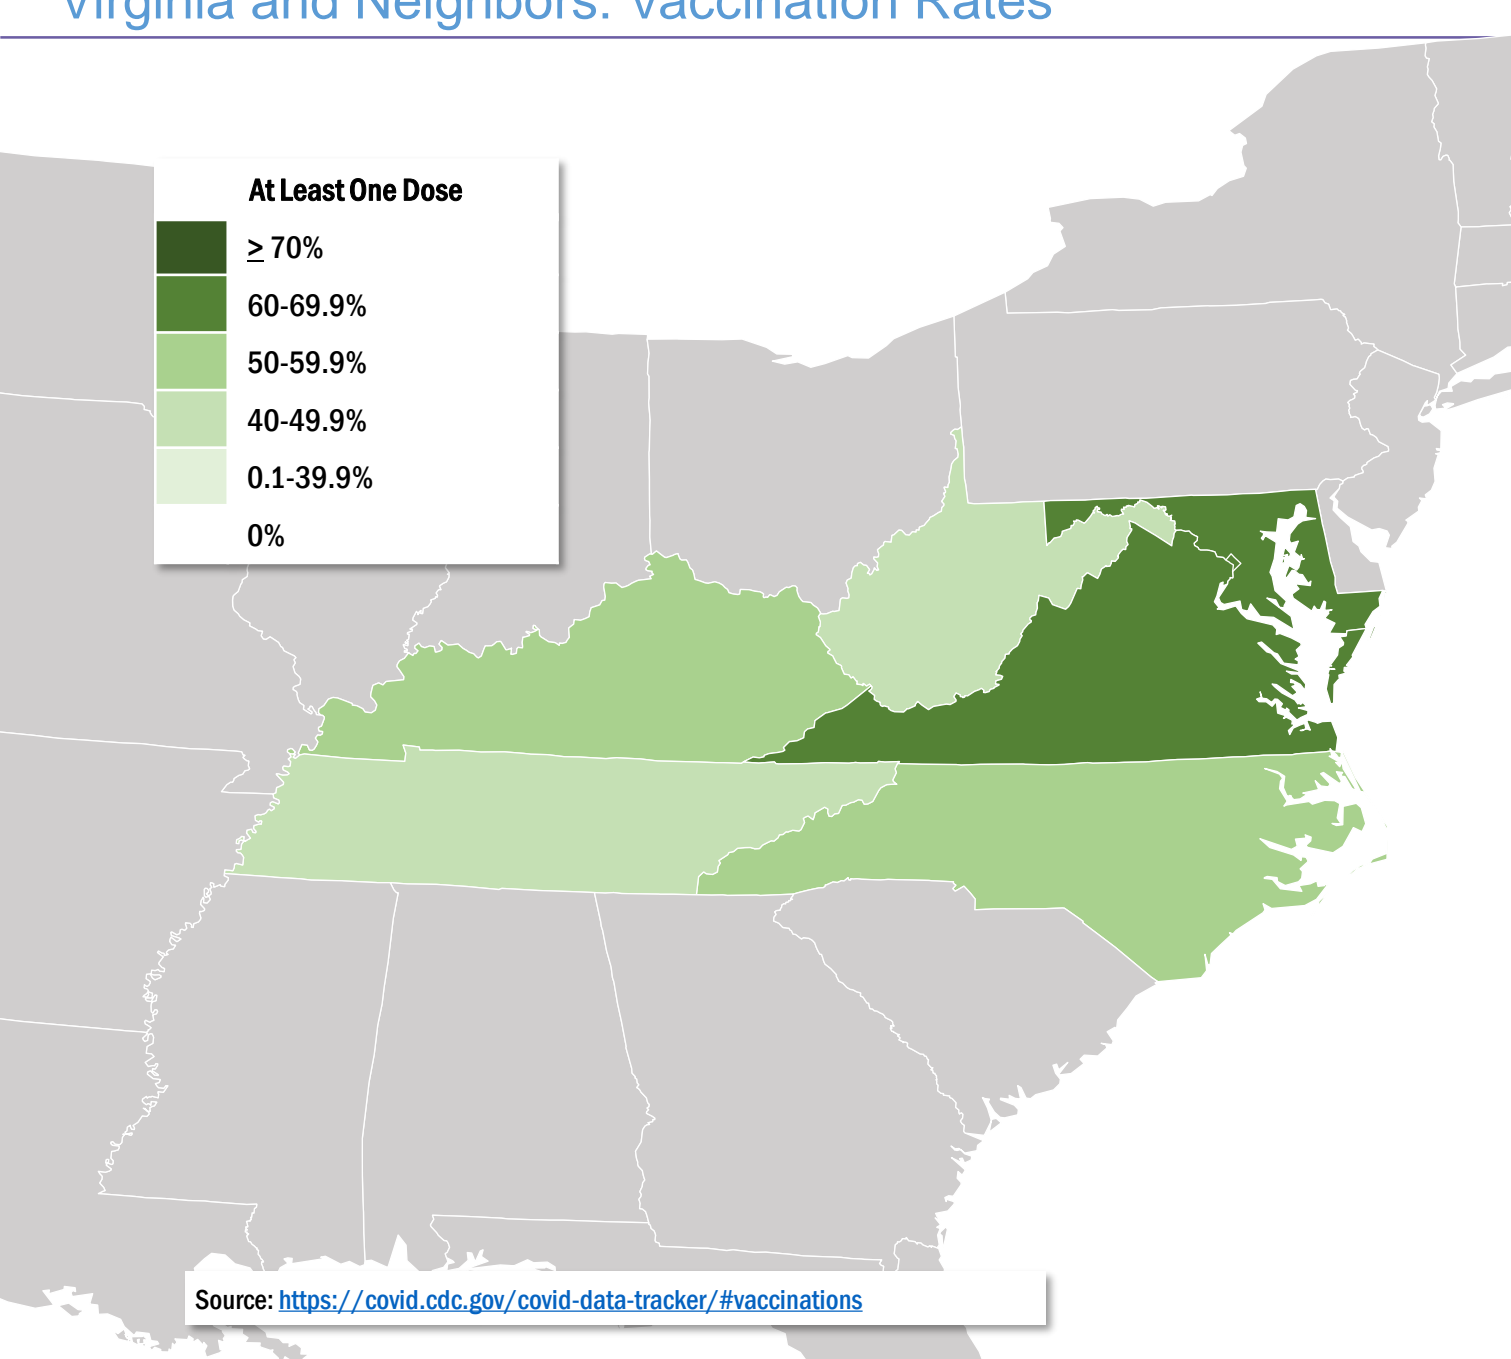 Virginia and Neighbors: Vaccination Rates
At Least One Dose
≥ 70%
60-69.9%
50-59.9%
40-49.9%
0.1-39.9%
0%
Source: https://covid.cdc.gov/covid-data-tracker/#vaccinations